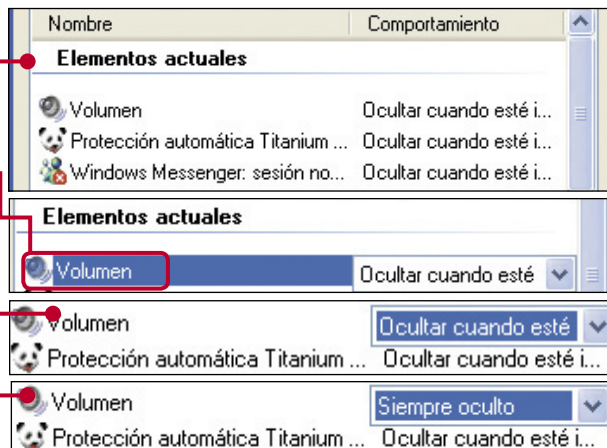 Nombre Comportamiento
Elementos actuales
Volumen Ocultar cuando esté i...
Protección automática Titanium ... Ocultar cuando esté i...
Windows Messenger: sesión no... Ocultar cuando esté i...
Elementos actuales
Volumen Ocultar cuando esté
Volumen Ocultar cuando esté
Protección automática Titanium ... Ocultar cuando esté i...
Volumen Siempre oculto
Protección automática Titanium ... Ocultar cuando esté i...